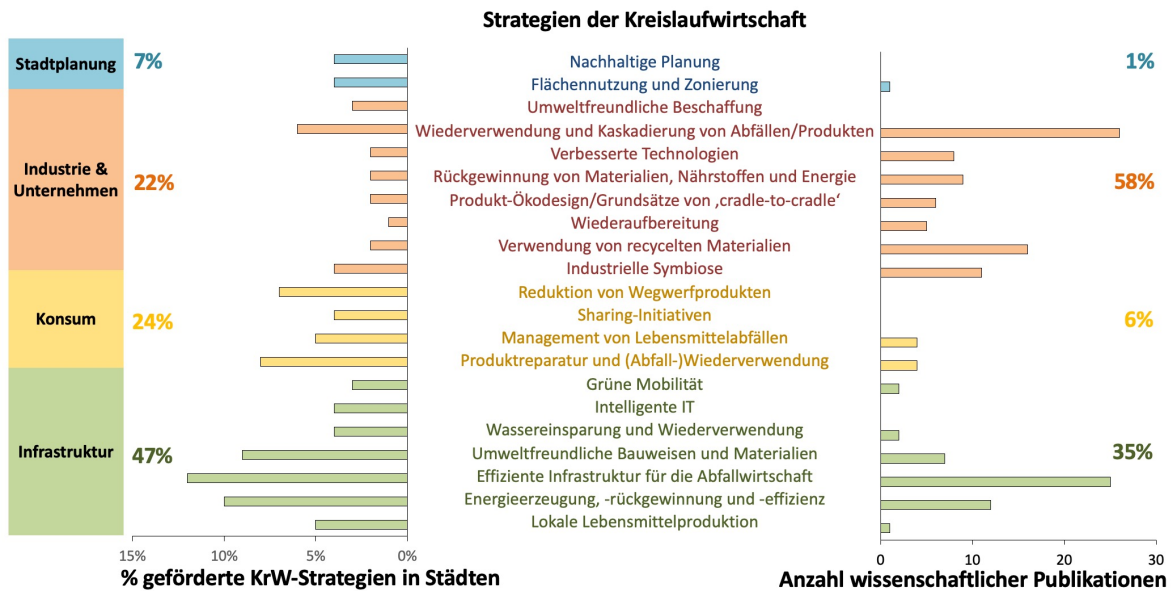 Strategien der Kreislaufwirtschaft
Stadtplanung
7%
Nachhaltige Planung
1%
Flächennutzung und Zonierung
Umweltfreundliche Beschaffung
Wiederverwendung und Kaskadierung von Abfällen/Produkten
Verbesserte Technologien
Industrie &
Unternehmen
22%
Rückgewinnung von Materialien, Nährstoffen und Energie
58%
Produkt-Ökodesign/Grundsätze von ‚cradle-to-cradle‘
Wiederaufbereitung
Verwendung von recycelten Materialien
Industrielle Symbiose
Reduktion von Wegwerfprodukten
Konsum
24%
Sharing-Initiativen
6%
Management von Lebensmittelabfällen
Produktreparatur und (Abfall-)Wiederverwendung
Grüne Mobilität
Intelligente IT
Wassereinsparung und Wiederverwendung
Infrastruktur
47%
Umweltfreundliche Bauweisen und Materialien
35%
Effiziente Infrastruktur für die Abfallwirtschaft
Energieerzeugung, -rückgewinnung und -effizienz
Lokale Lebensmittelproduktion
15% 10% 5% 0%
0 10 20 30
% geförderte KrW-Strategien in Städten
Anzahl wissenschaftlicher Publikationen